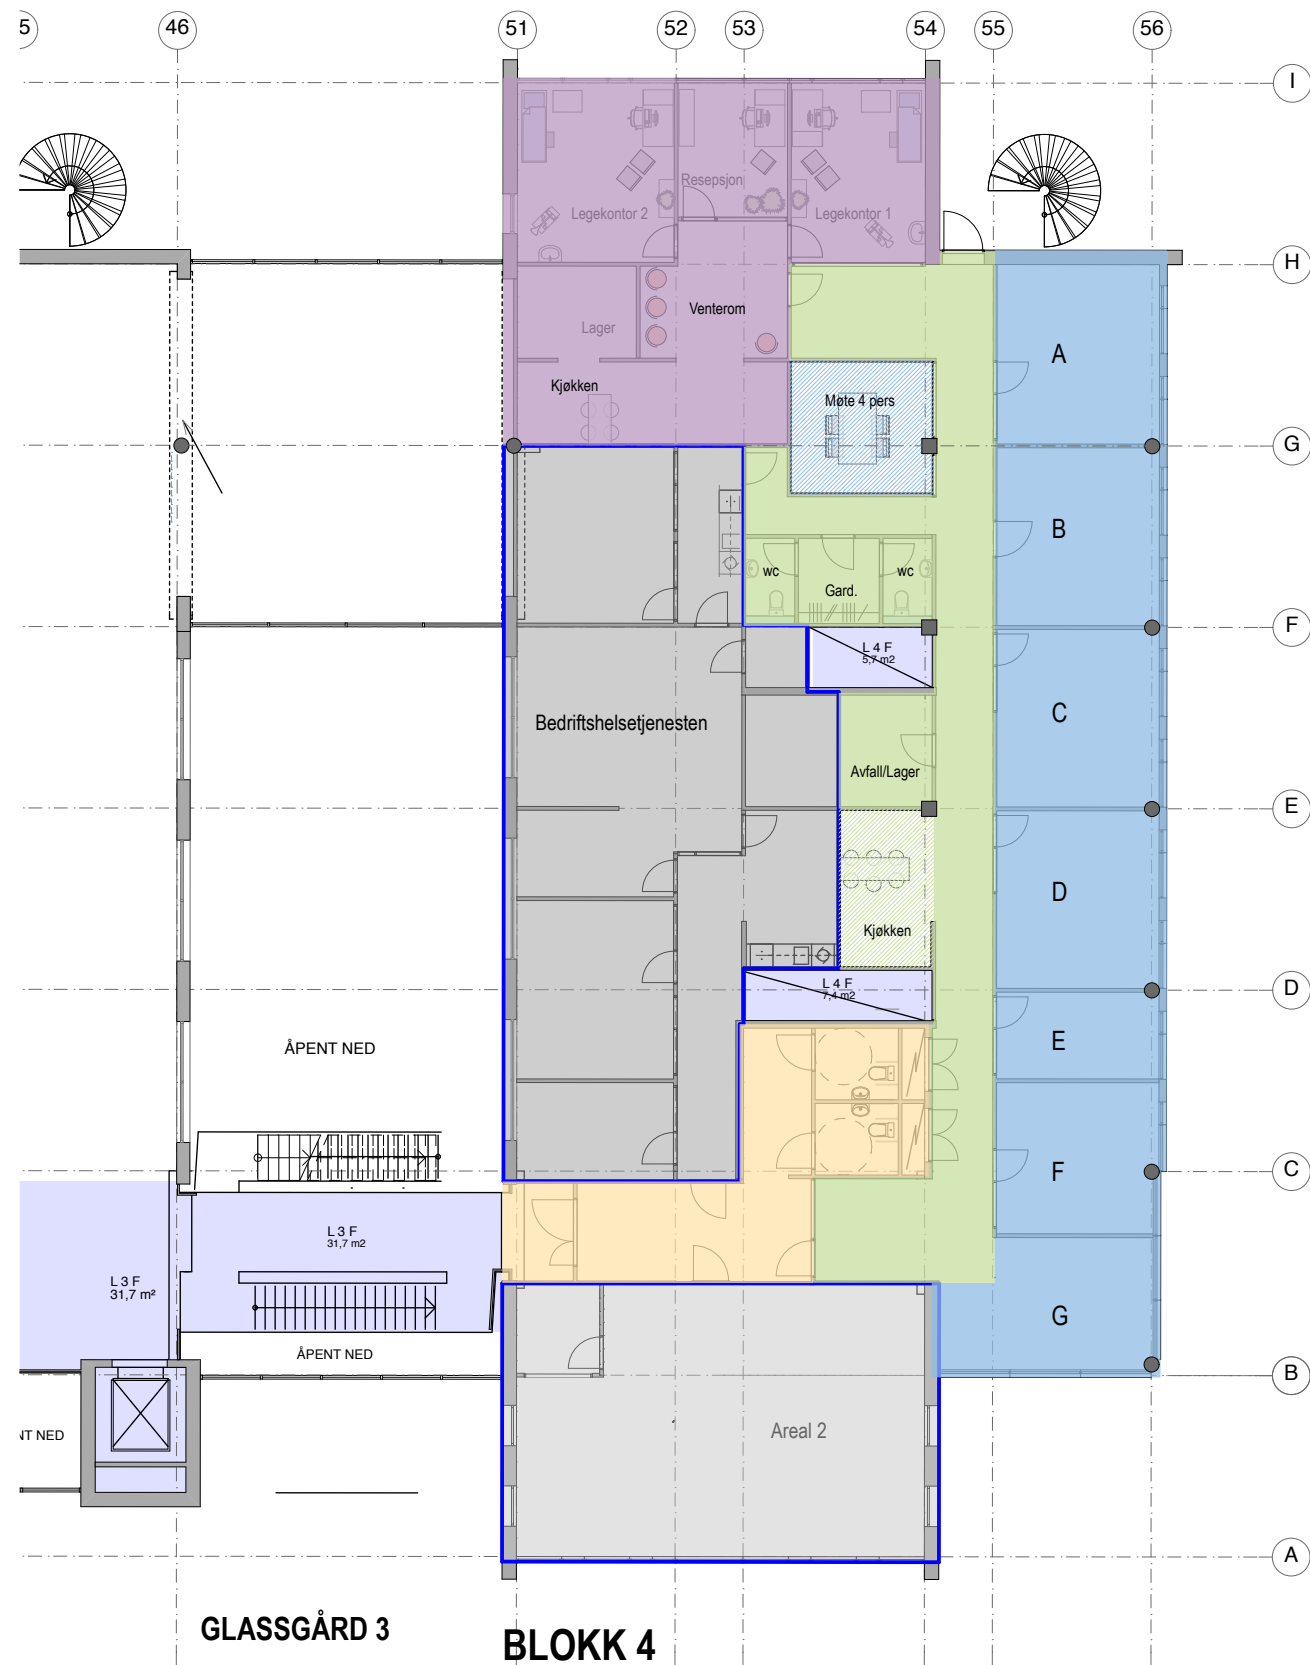 5 46 51 52 53 54 55 56
I
Resepsjon
Legekontor 2
Legekontor 1
H
Venterom
Lager
A
Kjøkken
Møte 4 pers
G
B
wc
wc
Gard.
F
L 4 F
5,7 m2
C
Bedriftshelsetjenesten
Avfall/Lager
E
D
Kjøkken
L 4 F
7,4 m2
D
E
ÅPENT NED
F
C
L 3 F
31,7 m2
L 3 F
31,7 m²
G
ÅPENT NED
B
NT NED
Areal 2
A
GLASSGÅRD 3
BLOKK 4